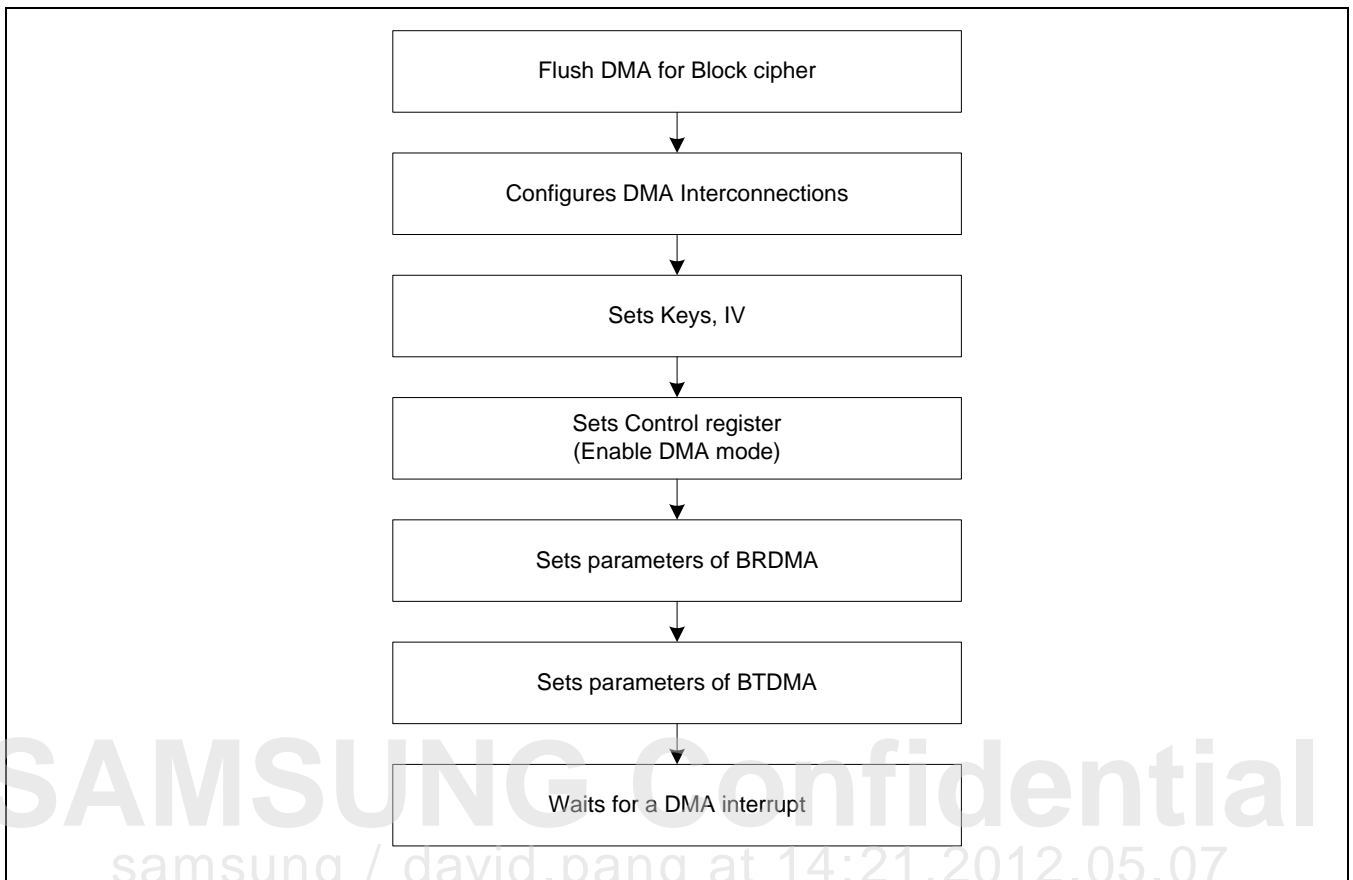 Flush DMA for Block cipher
Configures DMA Interconnections
Sets Keys, IV
Sets Control register
(Enable DMA mode)
Sets parameters of BRDMA
Sets parameters of BTDMA
SAMSUNG Confidential
Waits for a DMA interrupt
samsung / david.pang at 14:21,2012.05.07